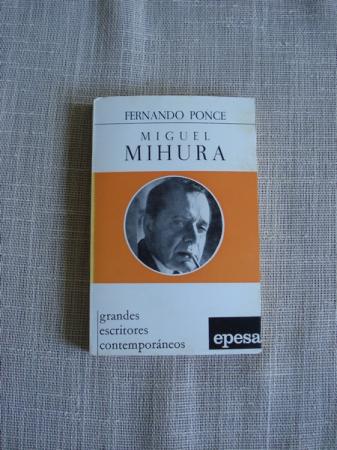 FERNANDO PONCE
MIGUEL
MIHURA
grandes
escritores
contemporáneos
epesa